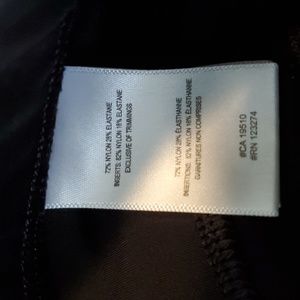 72% NYLON 28% ELASTANE
INSERTS: 82% NYLON 18% ELASTANE
EXCLUSIVE OF TRIMMINGS
72% NYLON 28% ÉLASTHANNE
INSERTIONS: 82% NYLON 18% ÉLASTHANNE
GARNITURES NON COMPRISES
#CA 19510
#RN 123274